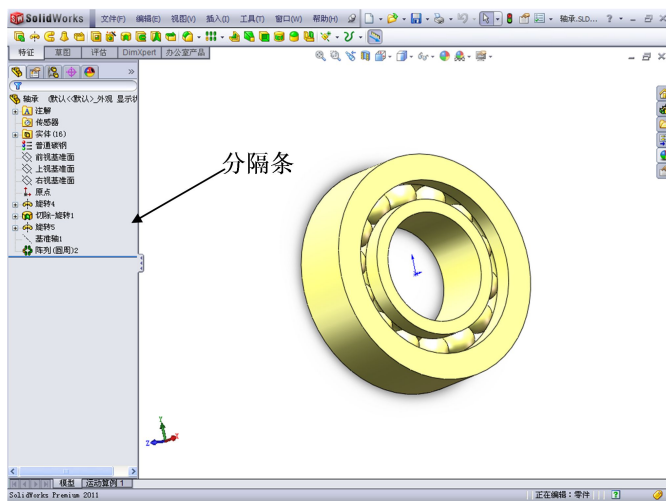 SolidWorks 文件(F) 编辑(E) 视图(V) 插入(I) 工具(T) 窗口(W) 帮助(H) 轴承.SLD...
特征 草图 评估 DimXpert 办公室产品
轴承 (默认<<默认>_外观 显示状
注解
传感器
实体(16)
普通碳钢
前视基准面
上视基准面
右视基准面
原点
旋转4
切除-旋转1
旋转5
基准轴1
阵列(圆周)2
分隔条
Y
Z X
模型 运动算例 1
SolidWorks Premium 2011 正在编辑：零件